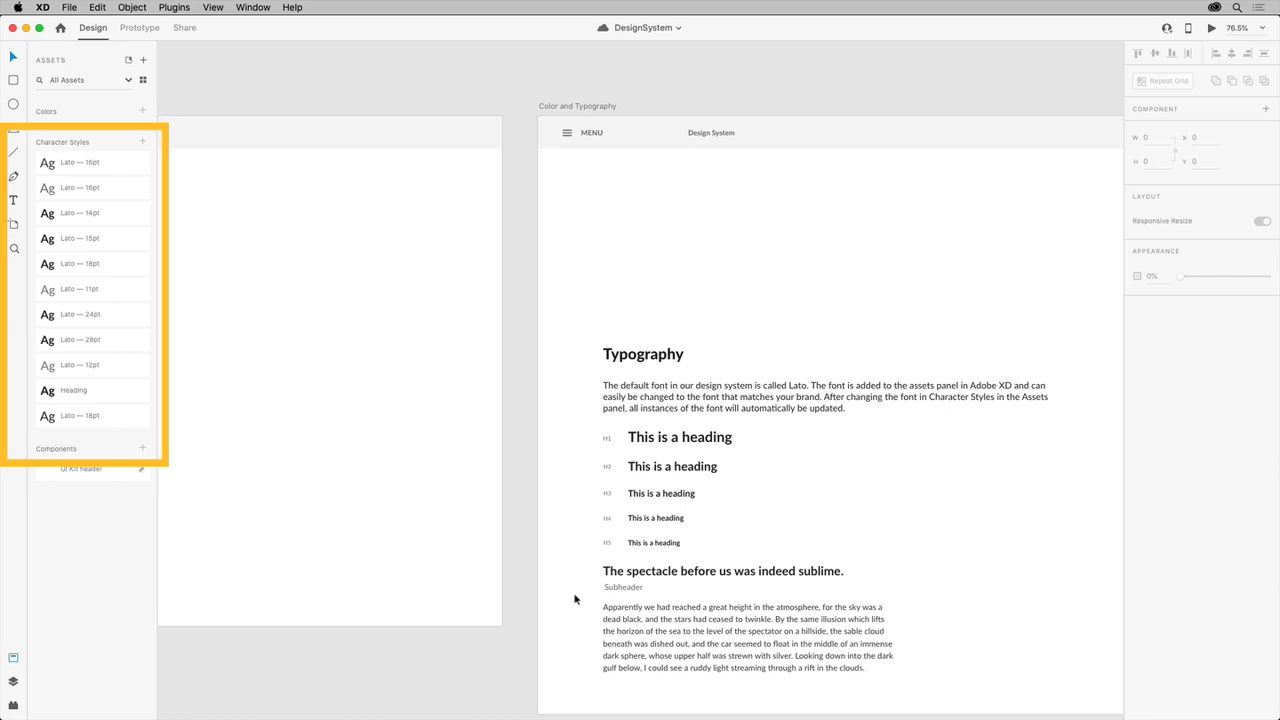 XD File Edit Object Plugins View Window Help
Design Prototype Share
DesignSystem
76.5%
ASSETS
All Assets
Colors
Character Styles
Ag Lato — 16pt
Ag Lato — 16pt
Ag Lato — 14pt
Ag Lato — 15pt
Ag Lato — 18pt
Ag Lato — 11pt
Ag Lato — 24pt
Ag Lato — 28pt
Ag Lato — 12pt
Ag Heading
Ag Lato — 18pt
Components
UI Kit header
Color and Typography
MENU
Design System
Typography
The default font in our design system is called Lato. The font is added to the assets panel in Adobe XD and can
easily be changed to the font that matches your brand. After changing the font in Character Styles in the Assets
panel, all instances of the font will automatically be updated.
H1 This is a heading
H2 This is a heading
H3 This is a heading
H4 This is a heading
H5 This is a heading
The spectacle before us was indeed sublime.
Subheader
Apparently we had reached a great height in the atmosphere, for the sky was a
dead black, and the stars had ceased to twinkle. By the same illusion which lifts
the horizon of the sea to the level of the spectator on a hillside, the sable cloud
beneath was dished out, and the car seemed to float in the middle of an immense
dark sphere, whose upper half was strewn with silver. Looking down into the dark
gulf below, I could see a ruddy light streaming through a rift in the clouds.
Repeat Grid
COMPONENT
W 0 X 0
H 0 Y 0
LAYOUT
Responsive Resize
APPEARANCE
0%